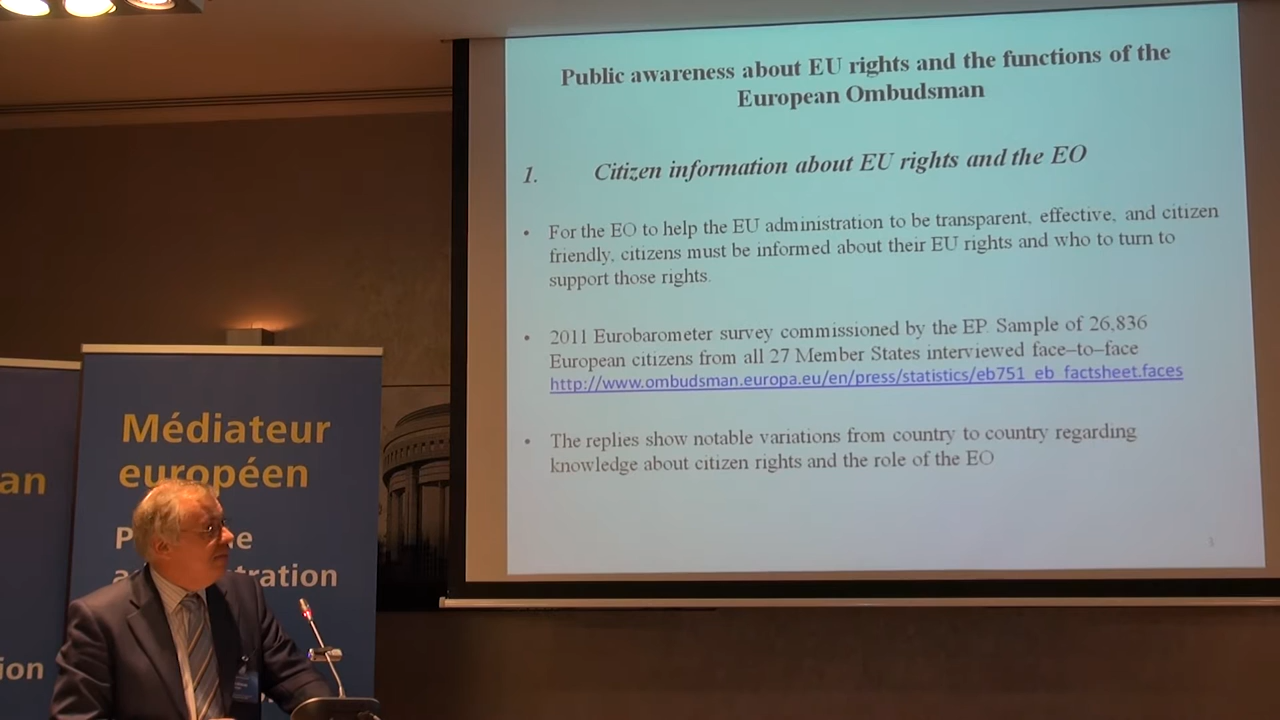 Public awareness about EU rights and the functions of the
European Ombudsman
1. Citizen information about EU rights and the EO
• For the EO to help the EU administration to be transparent, effective, and citizen
friendly, citizens must be informed about their EU rights and who to turn to
support those rights.
• 2011 Eurobarometer survey commissioned by the EP. Sample of 26.836
European citizens from all 27 Member States interviewed face–to–face
http://www.ombudsman.europa.eu/en/press/statistics/eb751_eb_factsheet.faces
• The replies show notable variations from country to country regarding
knowledge about citizen rights and the role of the EO
3
Médiateur
européen
an
ion